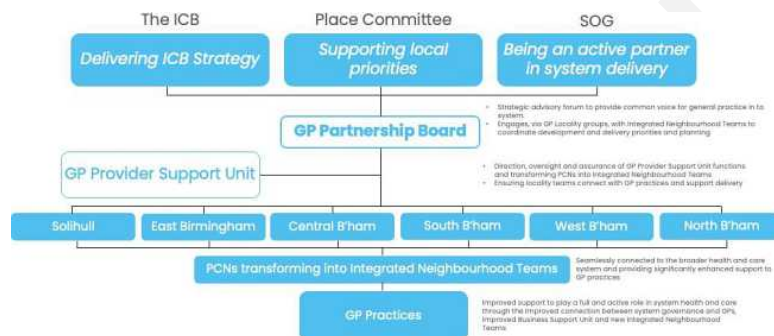 The ICB
Place Committee
SOG
Delivering ICB Strategy
Supporting local
priorities
Being an active partner
in system delivery
GP Partnership Board
• Strategic advisory forum to provide common voice for general practice in to
system.
• Engages, via GP Locality groups, with Integrated Neighbourhood Teams to
coordinate development and delivery priorities and planning
GP Provider Support Unit
• Direction, oversight and assurance of GP Provider Support Unit functions
and transforming PCNs into Integrated Neighbourhood Teams
• Ensuring locality teams connect with GP practices and support delivery
Solihull
East Birmingham
Central B'ham
South B'ham
West B'ham
North B'ham
PCNs transforming into Integrated Neighbourhood Teams
Seamlessly connected to the broader health and care
system and providing significantly enhanced support to
GP practices
GP Practices
Improved support to play a full and active role in system health and care
through the improved connection between system governance and GPs,
Improved Business Support Unit and new Integrated Neighbourhood
Teams